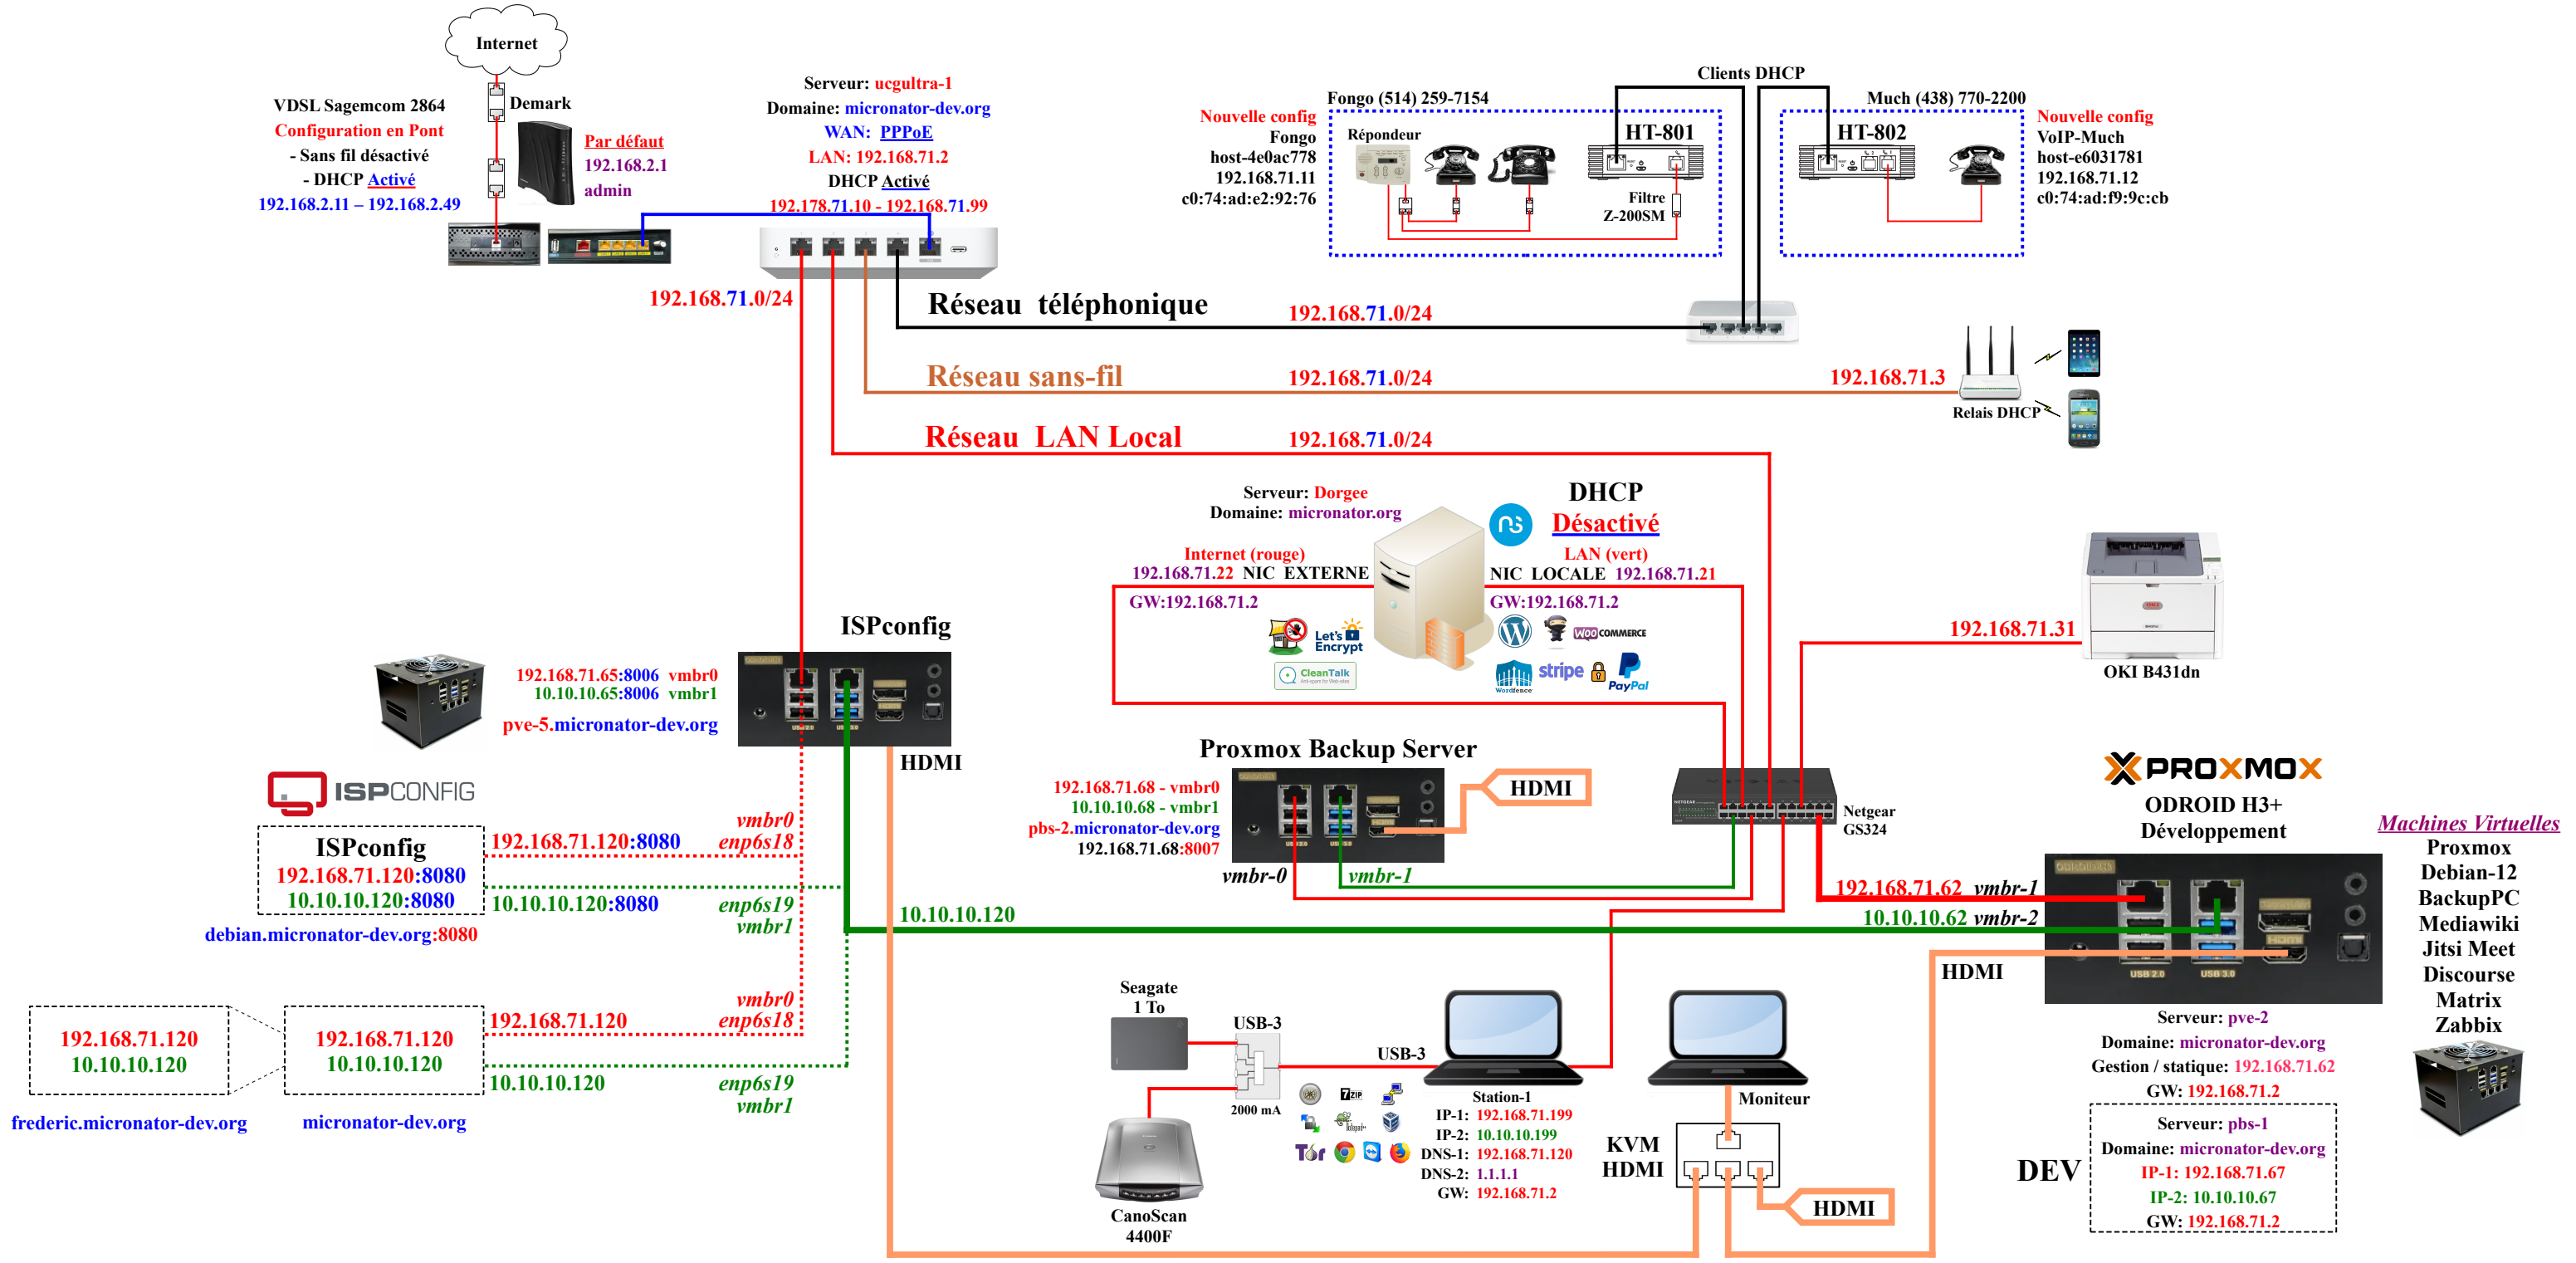 Internet
Demark
VDSL Sagemcom 2864
Configuration en Pont
- Sans fil désactivé
- DHCP Activé
192.168.2.11 – 192.168.2.49
Par défaut
192.168.2.1
admin
Serveur: ucgultra-1
Domaine: micronator-dev.org
WAN: PPPoE
LAN: 192.168.71.2
DHCP Activé
192.178.71.10 - 192.168.71.99
Clients DHCP
Fongo (514) 259-7154
Nouvelle config
Fongo
host-4e0ac778
192.168.71.11
c0:74:ad:e2:92:76
Répondeur
HT-801
Filtre
Z-200SM
Much (438) 770-2200
HT-802
Nouvelle config
VoIP-Much
host-e6031781
192.168.71.12
c0:74:ad:f9:9c:cb
192.168.71.0/24
Réseau téléphonique
192.168.71.0/24
Réseau sans-fil
192.168.71.0/24
192.168.71.3
Relais DHCP
Réseau LAN Local
192.168.71.0/24
Serveur: Dorgee
Domaine: micronator.org
DHCP
Désactivé
ns
Internet (rouge)
192.168.71.22 NIC EXTERNE
GW:192.168.71.2
LAN (vert)
NIC LOCALE 192.168.71.21
GW:192.168.71.2
Let's Encrypt
CleanTalk
WOO COMMERCE
Wordfence
stripe
PayPal
192.168.71.31
OKI B431dn
ISPconfig
192.168.71.65:8006 vmbr0
10.10.10.65:8006 vmbr1
pve-5.micronator-dev.org
USB 2.0
USB 3.0
HDMI
HDMI
ISPCONFIG
ISPconfig
192.168.71.120:8080
10.10.10.120:8080
debian.micronator-dev.org:8080
vmbr0
192.168.71.120:8080 enp6s18
10.10.10.120:8080 enp6s19
vmbr1
10.10.10.120
Proxmox Backup Server
192.168.71.68 - vmbr0
10.10.10.68 - vmbr1
pbs-2.micronator-dev.org
192.168.71.68:8007
HDMI
vmbr-0
vmbr-1
NETGEAR
Netgear
GS324
PROXMOX
ODROID H3+
Développement
192.168.71.62 vmbr-1
10.10.10.62 vmbr-2
HDMI
HDMI
USB 2.0
USB 3.0
Machines Virtuelles
Proxmox
Debian-12
BackupPC
Mediawiki
Jitsi Meet
Discourse
Matrix
Zabbix
Serveur: pve-2
Domaine: micronator-dev.org
Gestion / statique: 192.168.71.62
GW: 192.168.71.2
DEV
Serveur: pbs-1
Domaine: micronator-dev.org
IP-1: 192.168.71.67
IP-2: 10.10.10.67
GW: 192.168.71.2
192.168.71.120
10.10.10.120
frederic.micronator-dev.org
192.168.71.120
10.10.10.120
micronator-dev.org
vmbr0
192.168.71.120 enp6s18
10.10.10.120 enp6s19
vmbr1
Seagate
1 To
USB-3
2000 mA
CanoScan
4400F
USB-3
7ZIP
Tor
Station-1
IP-1: 192.168.71.199
IP-2: 10.10.10.199
DNS-1: 192.168.71.120
DNS-2: 1.1.1.1
GW: 192.168.71.2
Moniteur
KVM
HDMI
HDMI